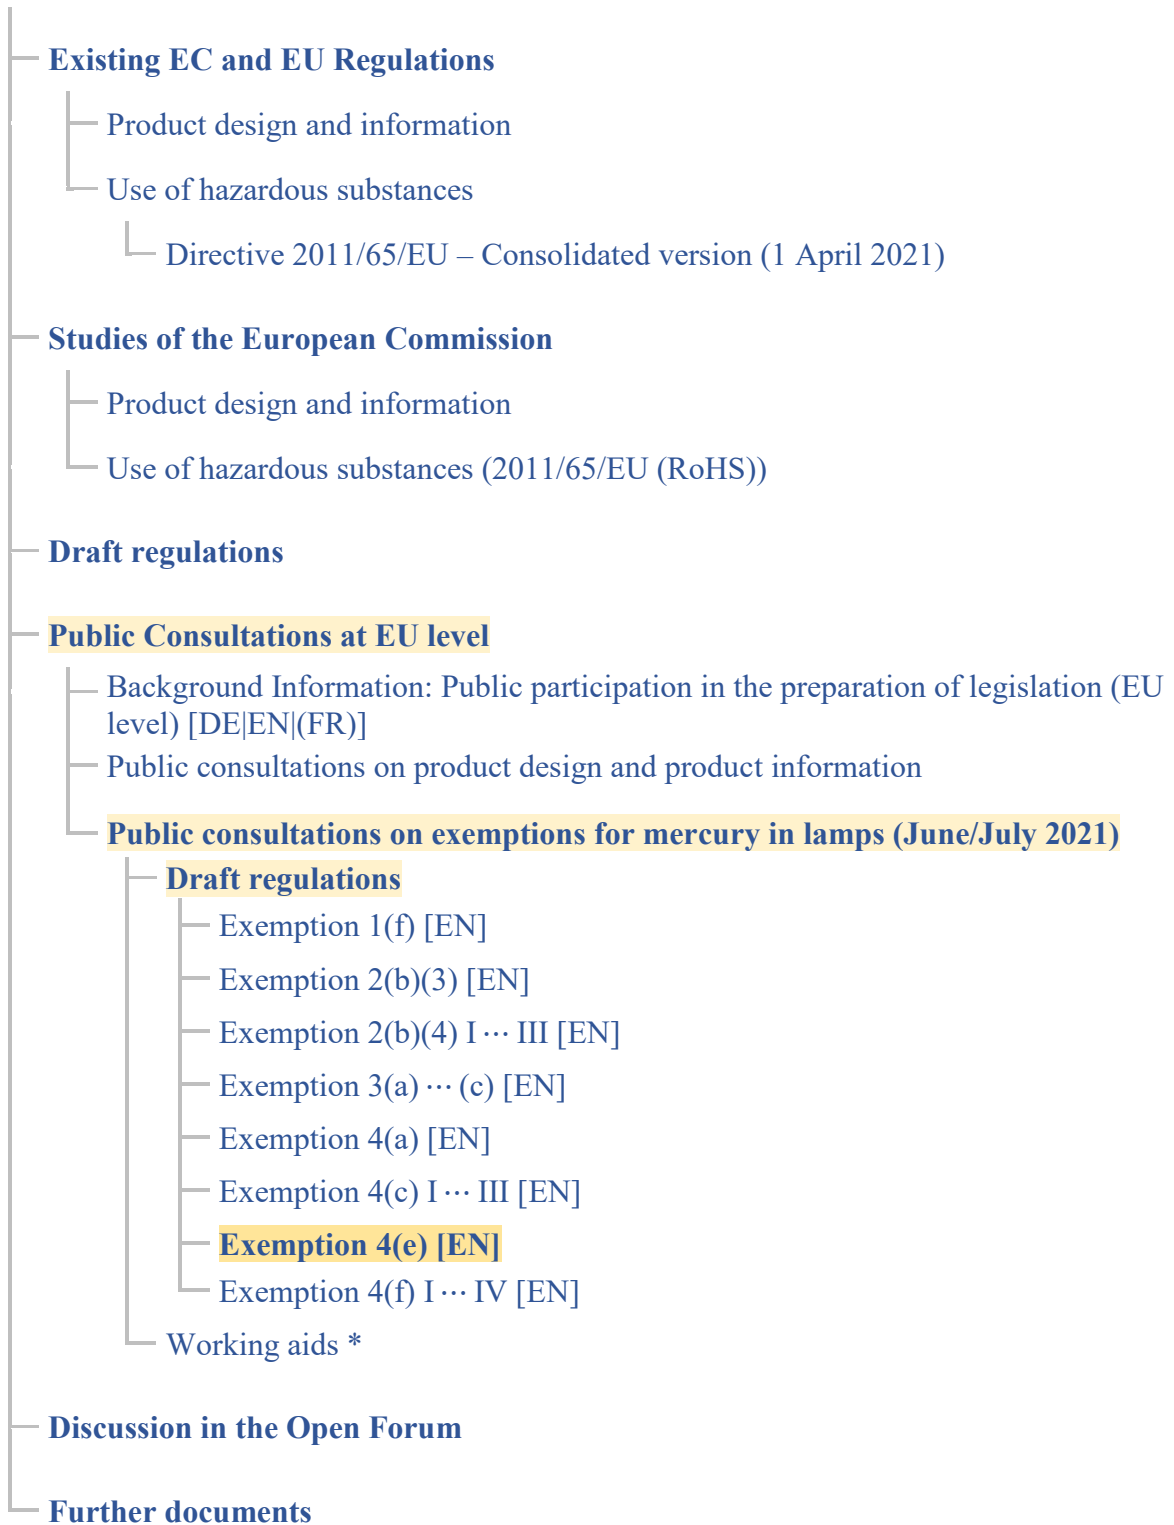 Existing EC and EU Regulations
Product design and information
Use of hazardous substances
Directive 2011/65/EU – Consolidated version (1 April 2021)
Studies of the European Commission
Product design and information
Use of hazardous substances (2011/65/EU (RoHS))
Draft regulations
Public Consultations at EU level
Background Information: Public participation in the preparation of legislation (EU
level) [DE|EN|(FR)]
Public consultations on product design and product information
Public consultations on exemptions for mercury in lamps (June/July 2021)
Draft regulations
Exemption 1(f) [EN]
Exemption 2(b)(3) [EN]
Exemption 2(b)(4) I ··· III [EN]
Exemption 3(a) ··· (c) [EN]
Exemption 4(a) [EN]
Exemption 4(c) I ··· III [EN]
Exemption 4(e) [EN]
Exemption 4(f) I ··· IV [EN]
Working aids *
Discussion in the Open Forum
Further documents